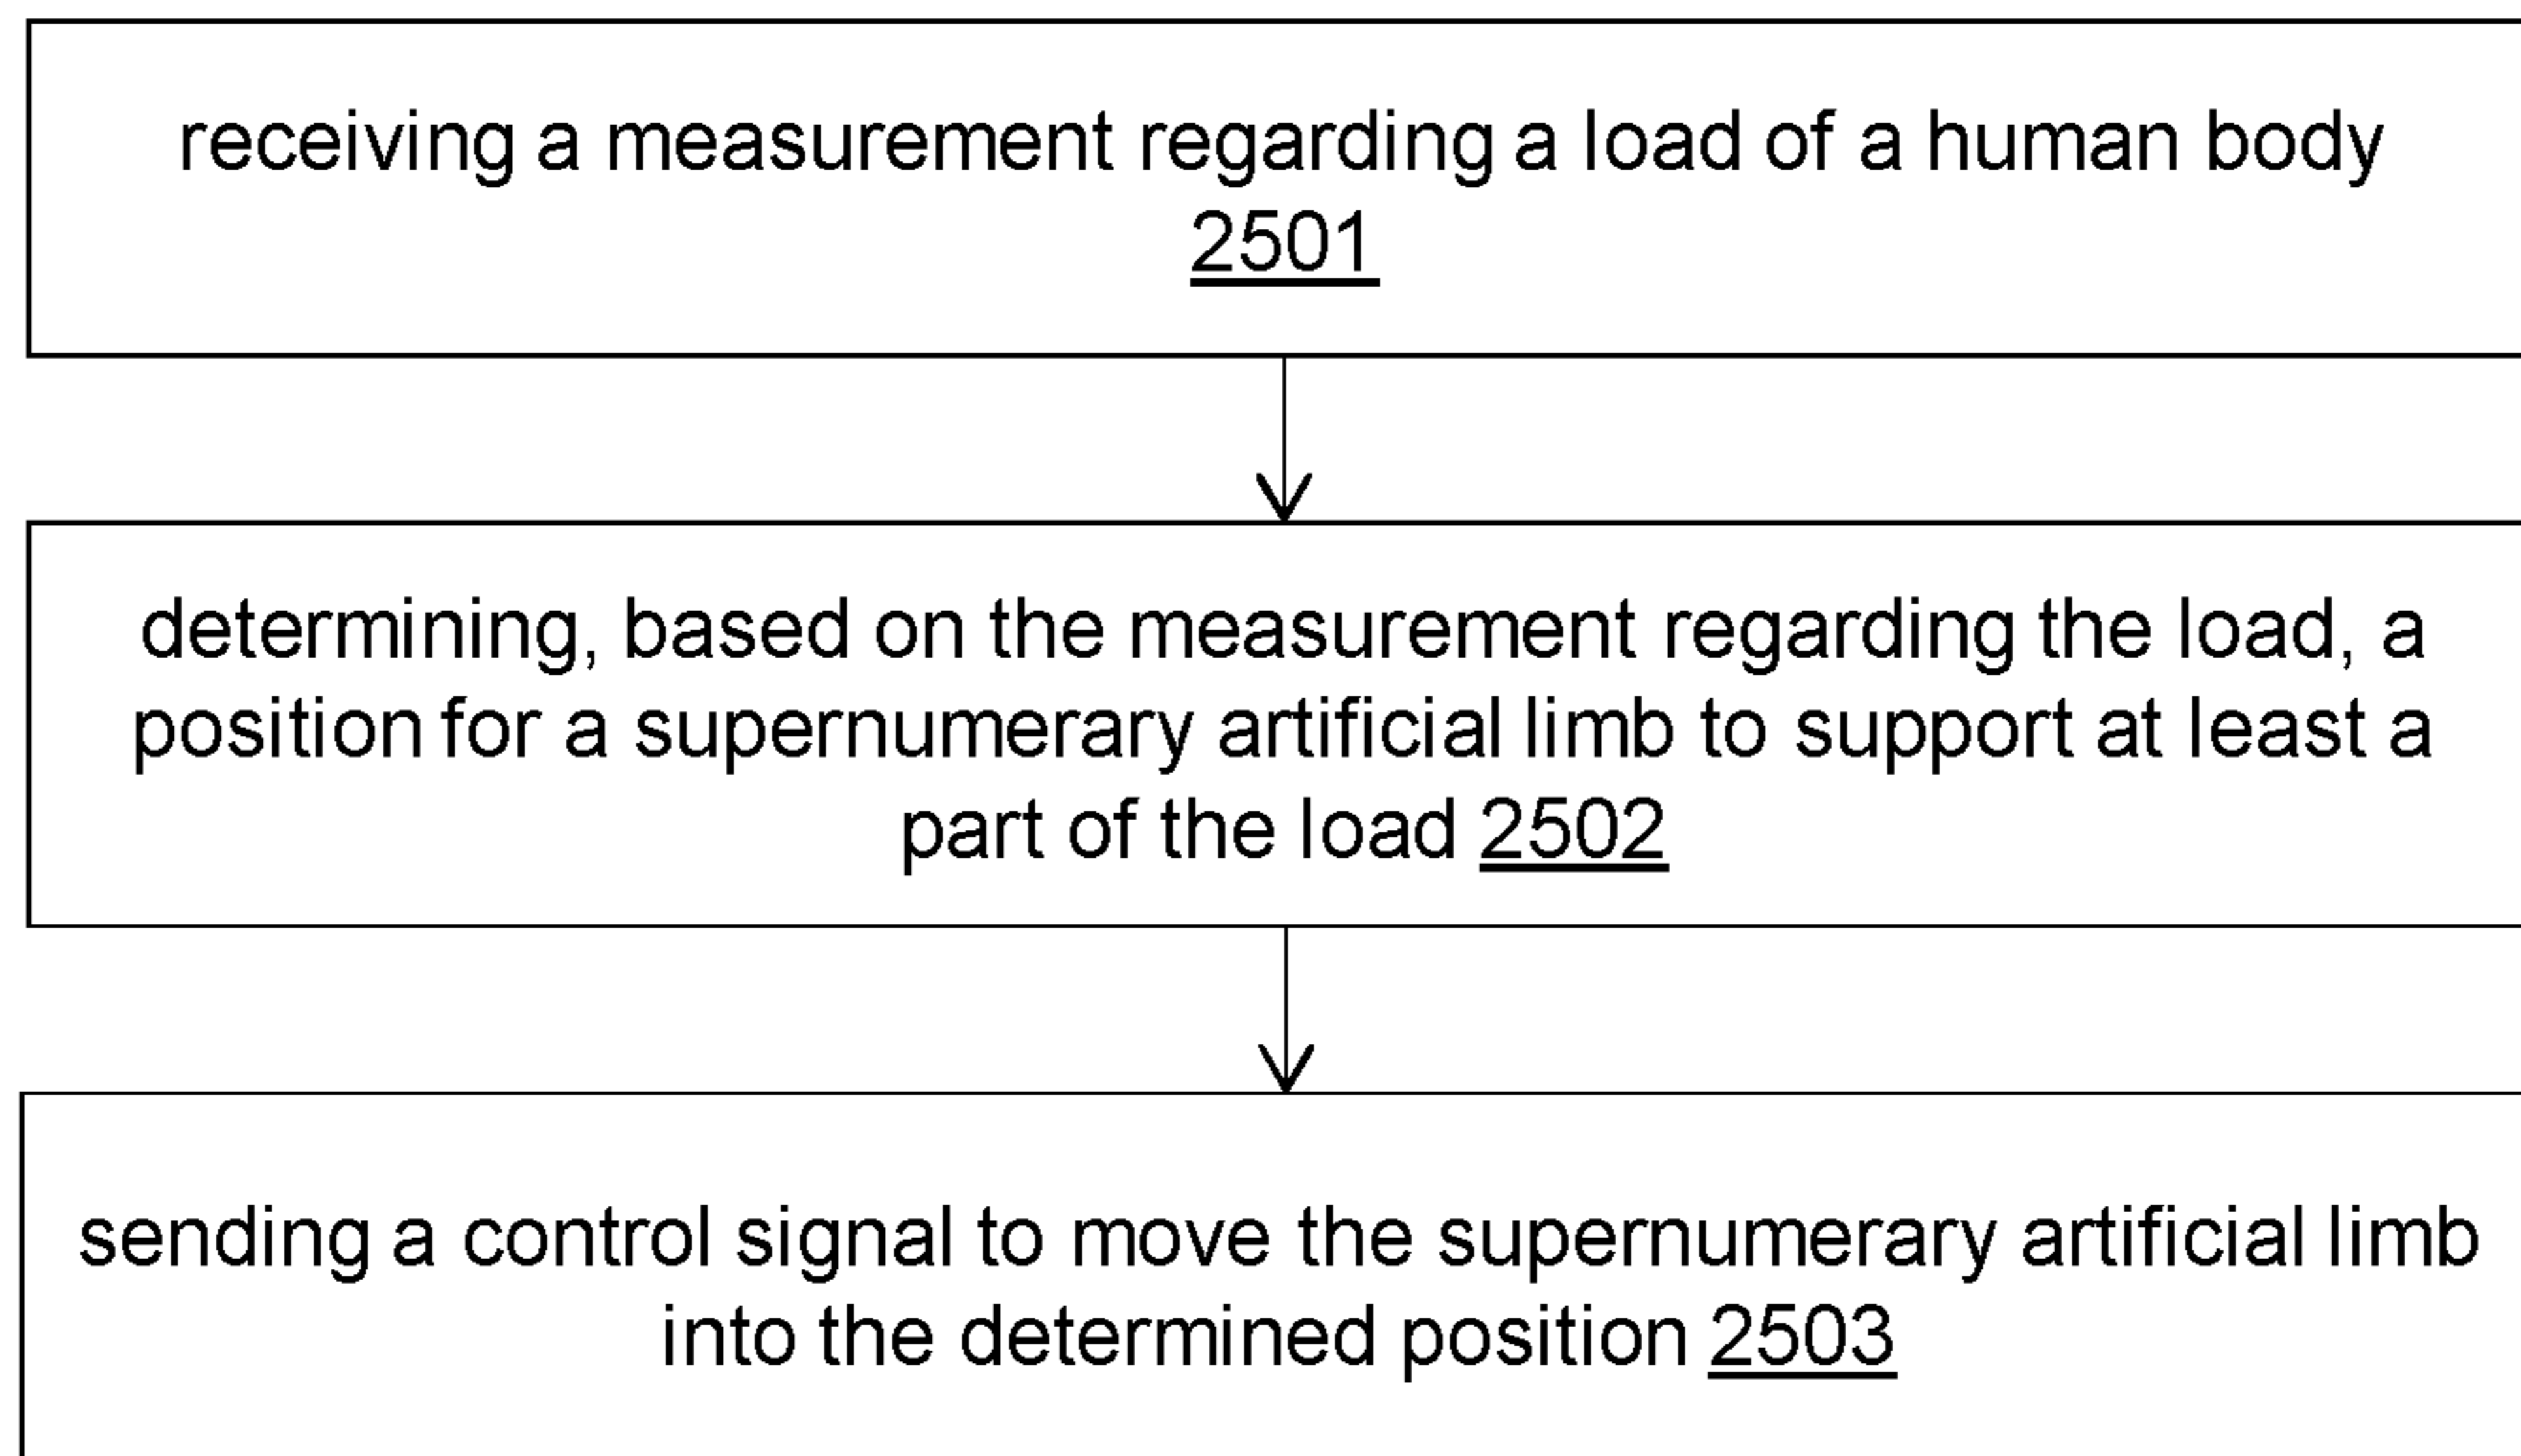 receiving a measurement regarding a load of a human body
2501
determining, based on the measurement regarding the load, a
position for a supernumerary artificial limb to support at least a
part of the load 2502
sending a control signal to move the supernumerary artificial limb
into the determined position 2503